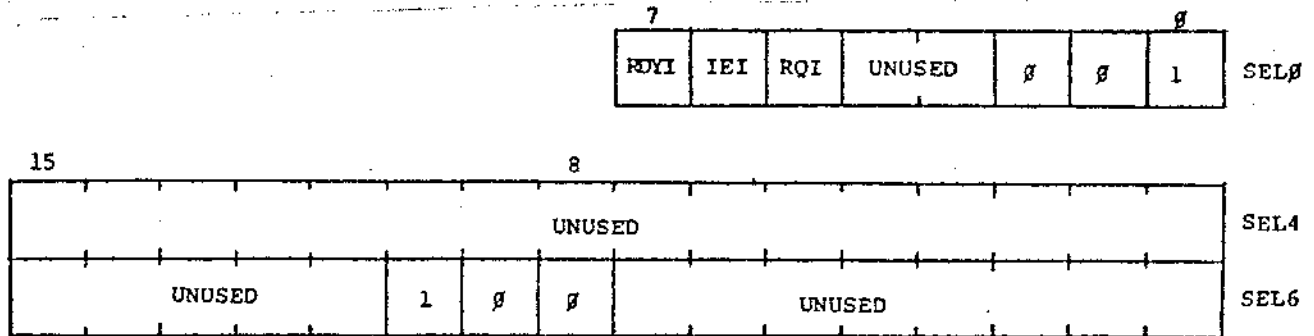 7 Ø
RDYI IEI RQI UNUSED Ø Ø 1 SELØ
15 8
UNUSED SEL4
UNUSED 1 Ø Ø UNUSED SEL6